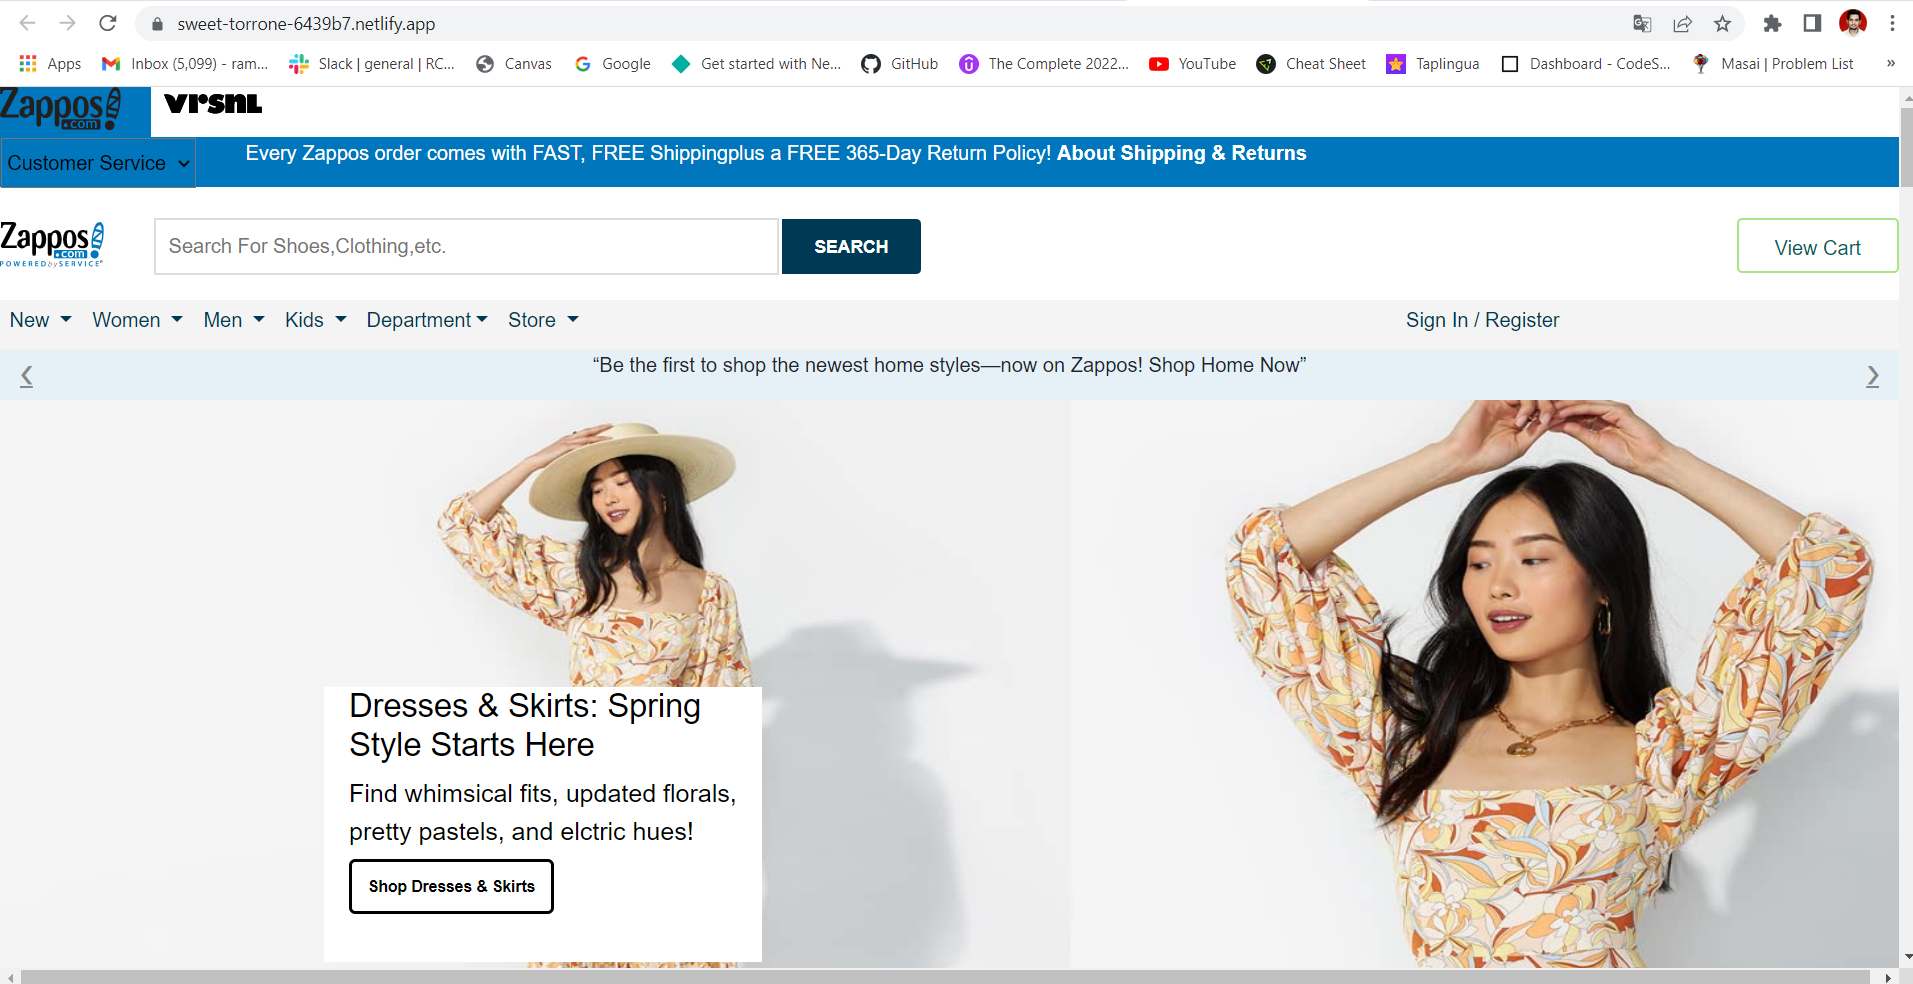 sweet-torrone-6439b7.netlify.app
Apps Inbox (5,099) - ram... Slack | general | RC... Canvas Google Get started with Ne... GitHub The Complete 2022... YouTube Cheat Sheet Taplingua Dashboard - CodeS... Masai | Problem List »
Zappos .com vrsnl
Customer Service Every Zappos order comes with FAST, FREE Shippingplus a FREE 365-Day Return Policy! About Shipping & Returns
Zappos .com
POWERED by SERVICE®
Search For Shoes,Clothing,etc. SEARCH View Cart
New Women Men Kids Department Store Sign In / Register
“Be the first to shop the newest home styles—now on Zappos! Shop Home Now”
Dresses & Skirts: Spring
Style Starts Here
Find whimsical fits, updated florals,
pretty pastels, and elctric hues!
Shop Dresses & Skirts